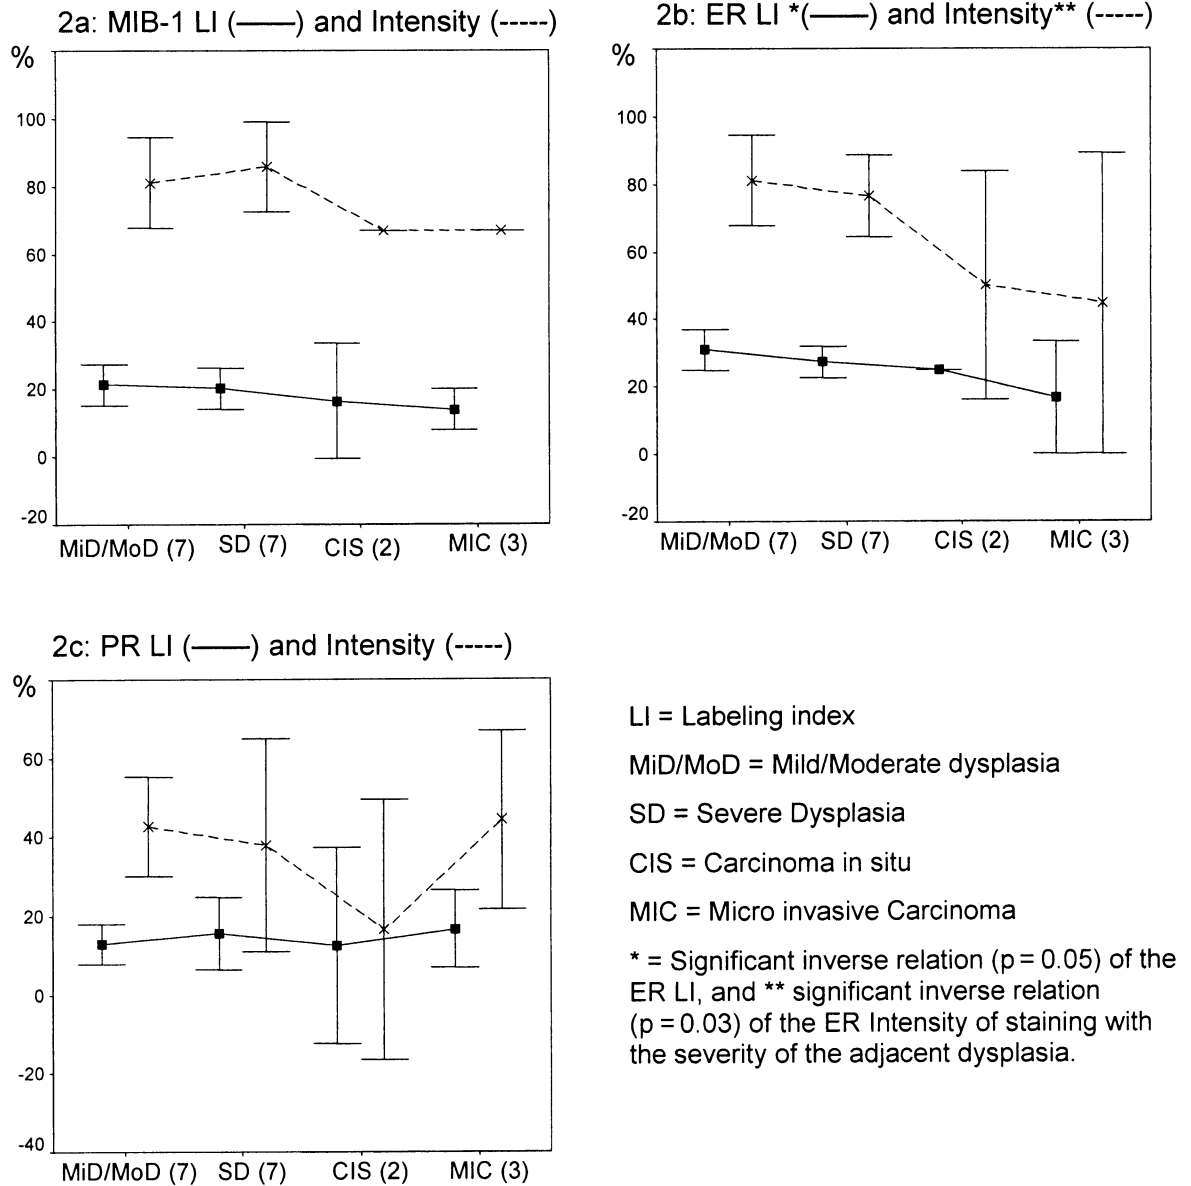 2a: MIB-1 LI (——) and Intensity (-----)
%
100
80
60
40
20
0
-20
MiD/MoD (7) SD (7) CIS (2) MIC (3)
2b: ER LI *(——) and Intensity** (-----)
%
100
80
60
40
20
0
-20
MiD/MoD (7) SD (7) CIS (2) MIC (3)
2c: PR LI (——) and Intensity (-----)
%
60
40
20
0
-20
-40
MiD/MoD (7) SD (7) CIS (2) MIC (3)
LI = Labeling index
MiD/MoD = Mild/Moderate dysplasia
SD = Severe Dysplasia
CIS = Carcinoma in situ
MIC = Micro invasive Carcinoma
* = Significant inverse relation (p = 0.05) of the
ER LI, and ** significant inverse relation
(p = 0.03) of the ER Intensity of staining with
the severity of the adjacent dysplasia.